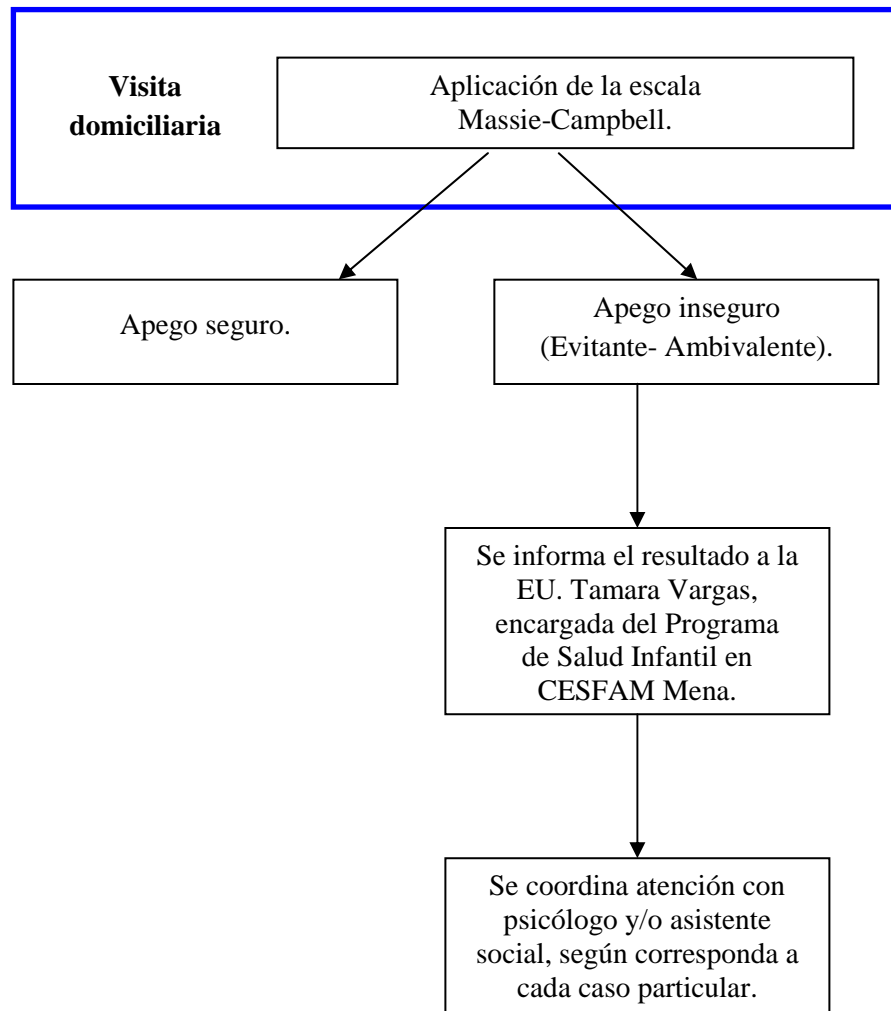 Visita
domiciliaria
Aplicación de la escala
Massie-Campbell.
Apego seguro.
Apego inseguro
(Evitante- Ambivalente).
Se informa el resultado a la
EU. Tamara Vargas,
encargada del Programa
de Salud Infantil en
CESFAM Mena.
Se coordina atención con
psicólogo y/o asistente
social, según corresponda a
cada caso particular.